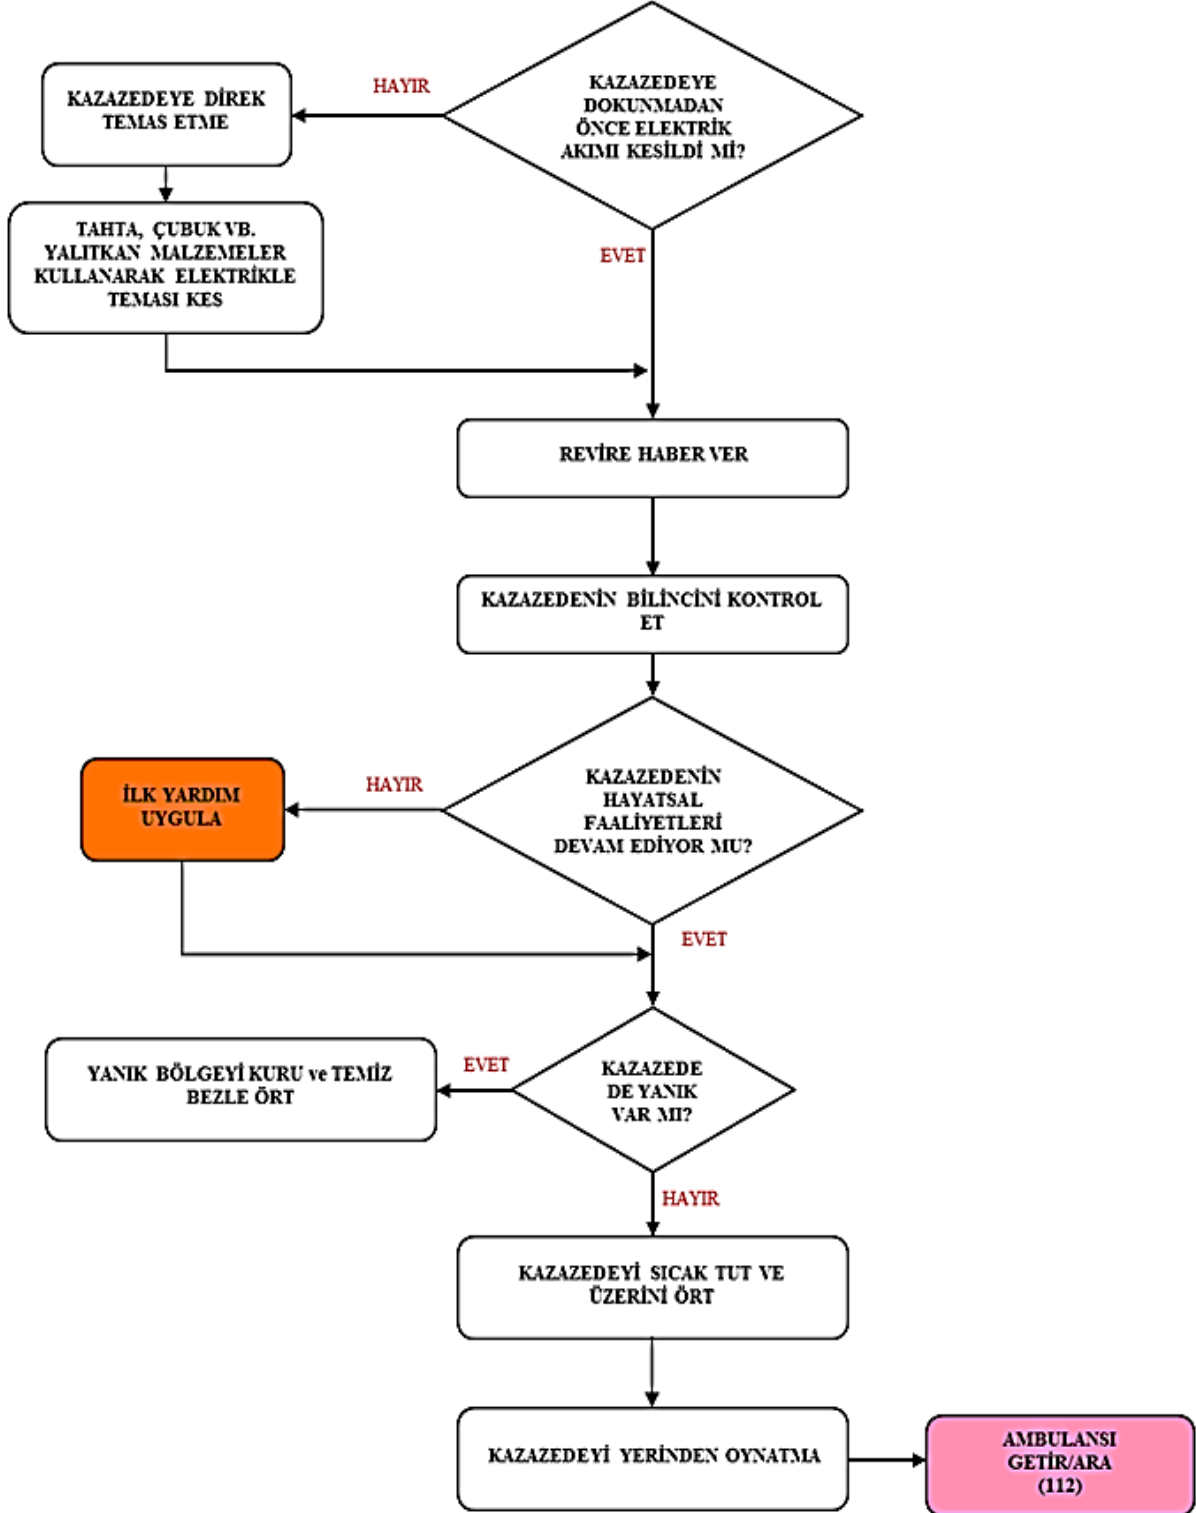 KAZAZEDEYE
DOKUNMADAN
ÖNCE ELEKTRİK
AKIMI KESİLDİ Mİ?
HAYIR
KAZAZEDEYE DİREK
TEMAS ETME
TAHTA, ÇUBUK VB.
YALITKAN MALZEMELER
KULLANARAK ELEKTRİKLE
TEMASI KES
EVET
REVİRE HABER VER
KAZAZEDENİN BİLİNCİNİ KONTROL
ET
KAZAZEDENİN
HAYATSAL
FAALİYETLERİ
DEVAM EDİYOR MU?
HAYIR
İLK YARDIM
UYGULA
EVET
KAZAZEDE
DE YANIK
VAR MI?
EVET
YANIK BÖLGEYİ KURU ve TEMİZ
BEZLE ÖRT
HAYIR
KAZAZEDEYİ SICAK TUT VE
ÜZERİNİ ÖRT
KAZAZEDEYİ YERİNDEN OYNATMA
AMBULANSI
GETİR/ARA
(112)